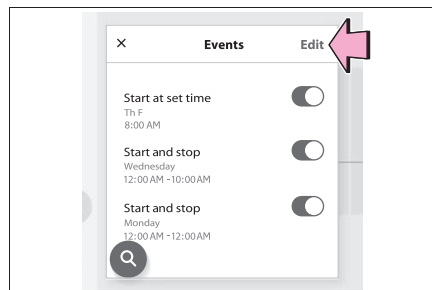 × Events Edit
Start at set time
Th F
8:00 AM
Start and stop
Wednesday
12:00 AM -10:00 AM
Start and stop
Monday
12:00 AM -12:00 AM